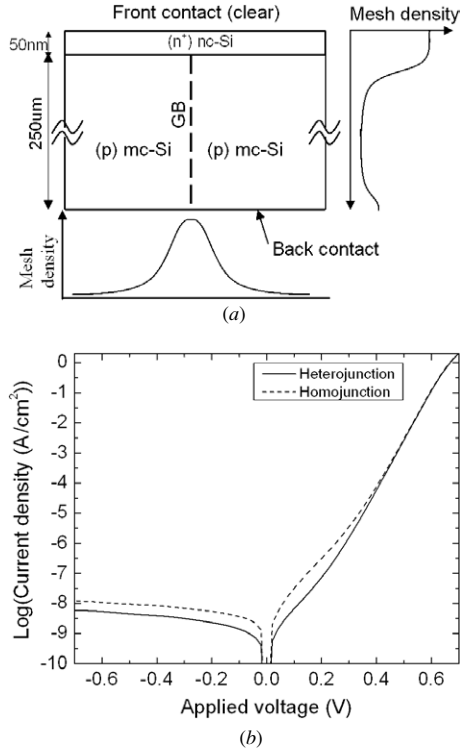 Front contact (clear)
Mesh density
50nm
(n⁺) nc-Si
250um
GB
(p) mc-Si
(p) mc-Si
Mesh
density
Back contact
(a)
Heterojunction
Homojunction
Log(Current density (A/cm²))
0
-1
-2
-3
-4
-5
-6
-7
-8
-9
-10
-0.6 -0.4 -0.2 0.0 0.2 0.4 0.6
Applied voltage (V)
(b)